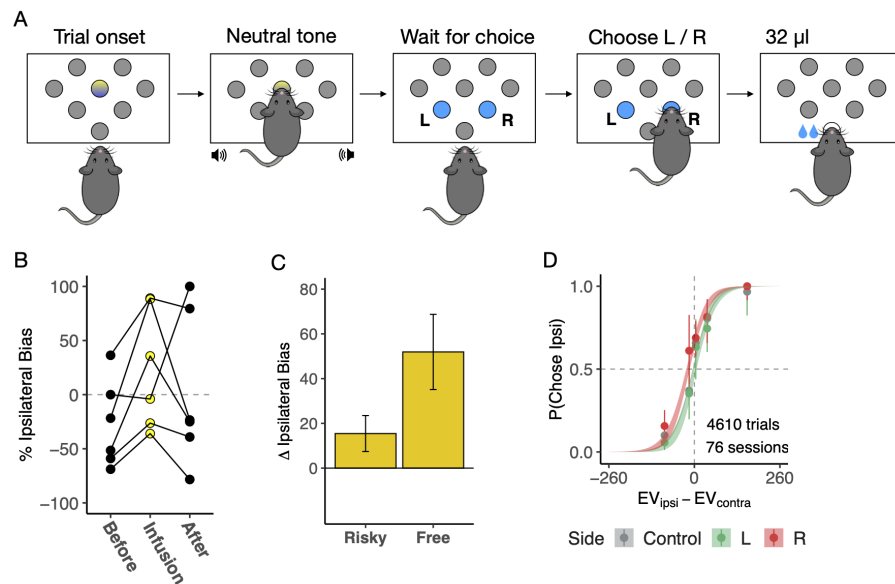 A
Trial onset
Neutral tone
Wait for choice
Choose L / R
32 µl
L R
L R
B
% Ipsilateral Bias
100
50
0
−50
−100
Before
Infusion
After
C
Δ Ipsilateral Bias
80
60
40
20
0
Risky
Free
D
P(Chose Ipsi)
1.0
0.5
0.0
4610 trials
76 sessions
−260
0
260
EVipsi − EVcontra
Side Control L R